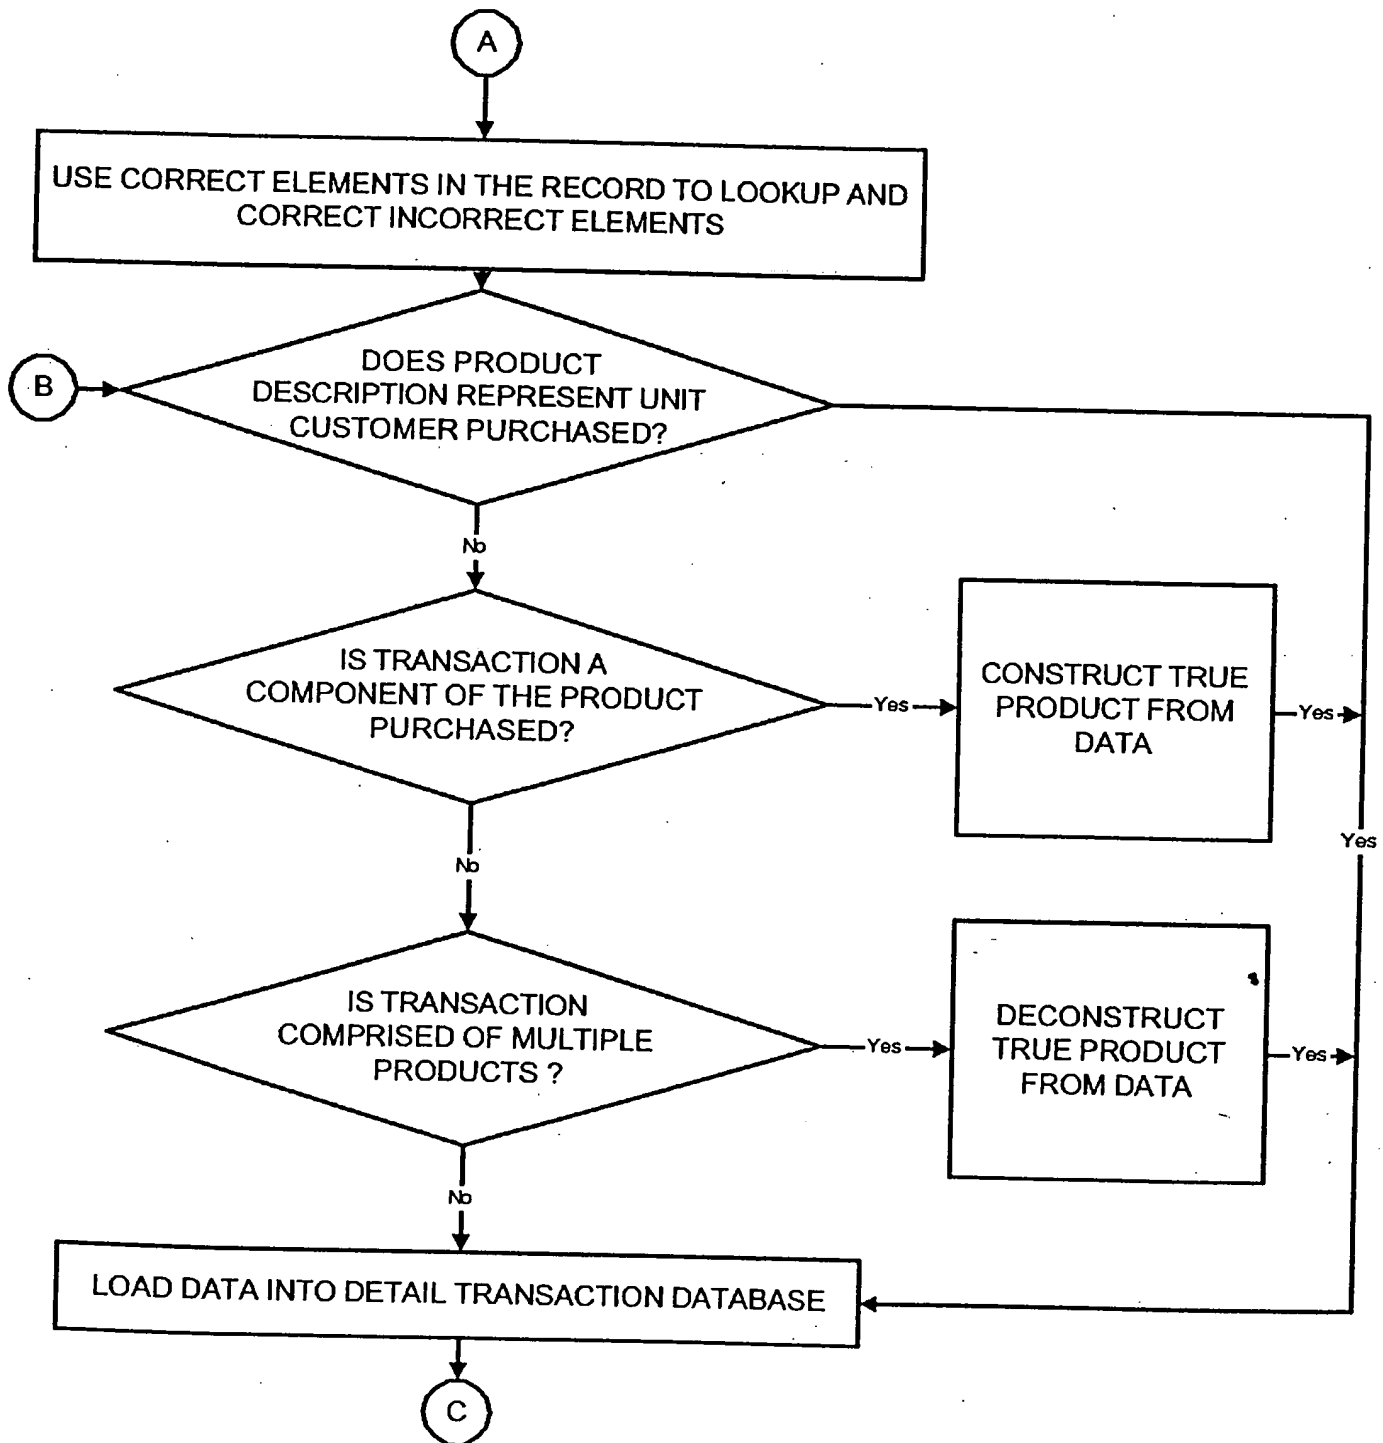 A
USE CORRECT ELEMENTS IN THE RECORD TO LOOKUP AND
CORRECT INCORRECT ELEMENTS
B
DOES PRODUCT
DESCRIPTION REPRESENT UNIT
CUSTOMER PURCHASED?
No
IS TRANSACTION A
COMPONENT OF THE PRODUCT
PURCHASED?
Yes
CONSTRUCT TRUE
PRODUCT FROM
DATA
Yes
Yes
No
IS TRANSACTION
COMPRISED OF MULTIPLE
PRODUCTS ?
Yes
DECONSTRUCT
TRUE PRODUCT
FROM DATA
Yes
No
LOAD DATA INTO DETAIL TRANSACTION DATABASE
C